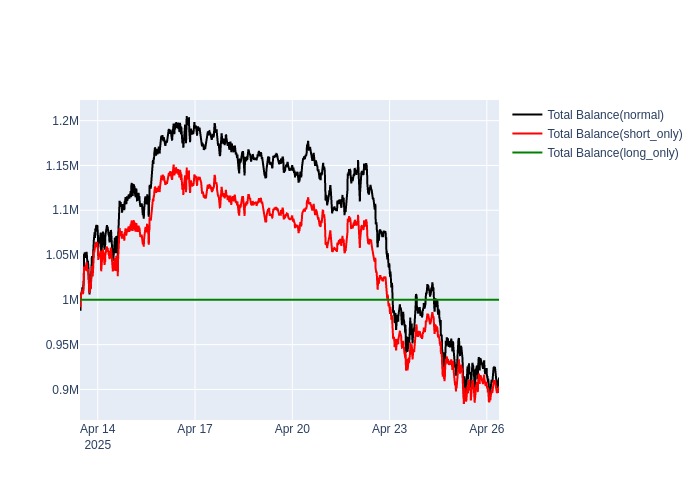 1.2M
1.15M
1.1M
1.05M
1M
0.95M
0.9M
Apr 14
2025
Apr 17
Apr 20
Apr 23
Apr 26
Total Balance(normal)
Total Balance(short_only)
Total Balance(long_only)